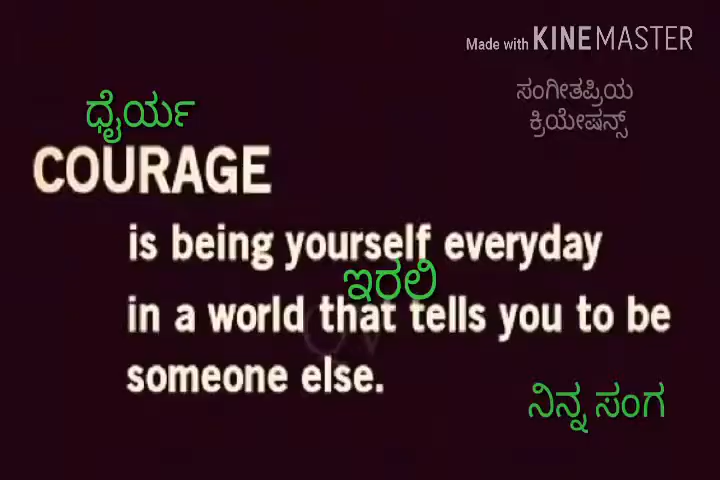 Made with KINEMASTER
ಸಂಗೀತಪ್ರಿಯ
ಕ್ರಿಯೇಷನ್ಸ್
ಧೈರ್ಯ
COURAGE
is being yourself everyday
ಇರಲಿ
in a world that tells you to be
someone else.
ನಿನ್ನ ಸಂಗ